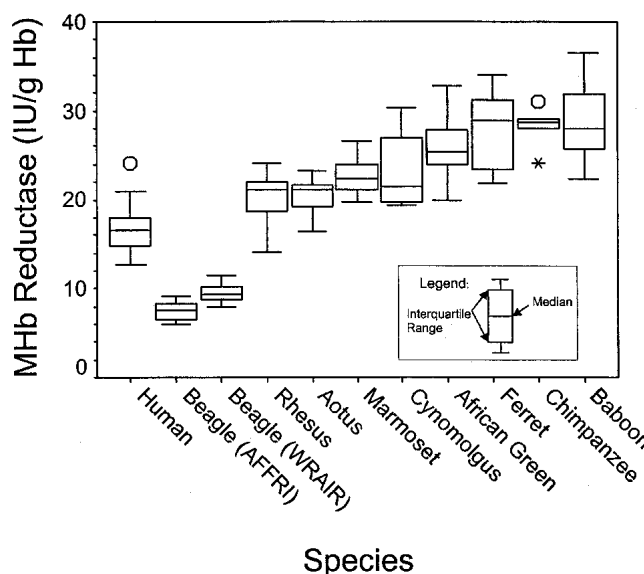 MHb Reductase (IU/g Hb)
40
30
20
10
0
Legend:
Interquartile
Range
Median
Human
Beagle (AFFRI)
Beagle (WRAIR)
Rhesus
Aotus
Marmoset
Cynomolgus
African Green
Ferret
Chimpanzee
Baboon
Species